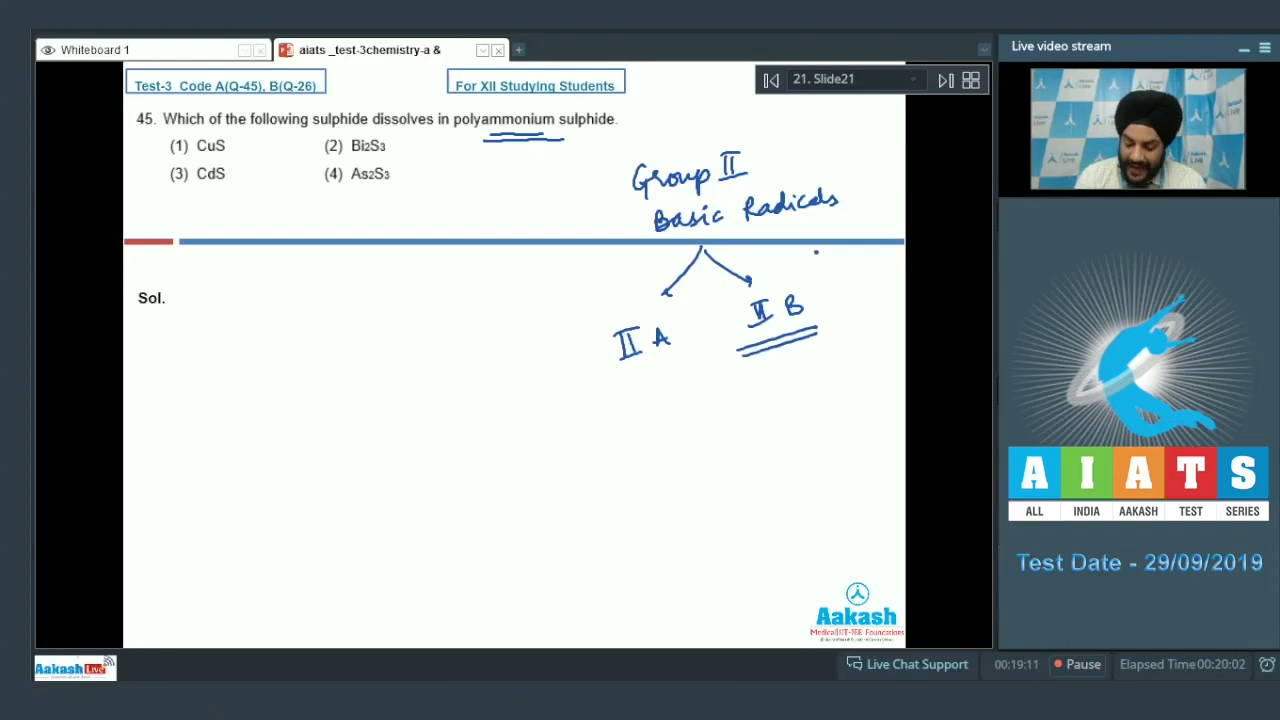 Whiteboard 1
aiats _test-3chemistry-a &
Live video stream
Test-3 Code A(Q-45), B(Q-26)
For XII Studying Students
21. Slide21
45. Which of the following sulphide dissolves in polyammonium sulphide.
(1) CuS
(2) Bi2S3
(3) CdS
(4) As2S3
Group II
Basic Radicals
II A
II B
Sol.
AIATS
ALL INDIA AAKASH TEST SERIES
Test Date - 29/09/2019
Aakash
Medical|IIT-JEE|Foundations
Aakash Live
Live Chat Support
00:19:11
Pause
Elapsed Time 00:20:02